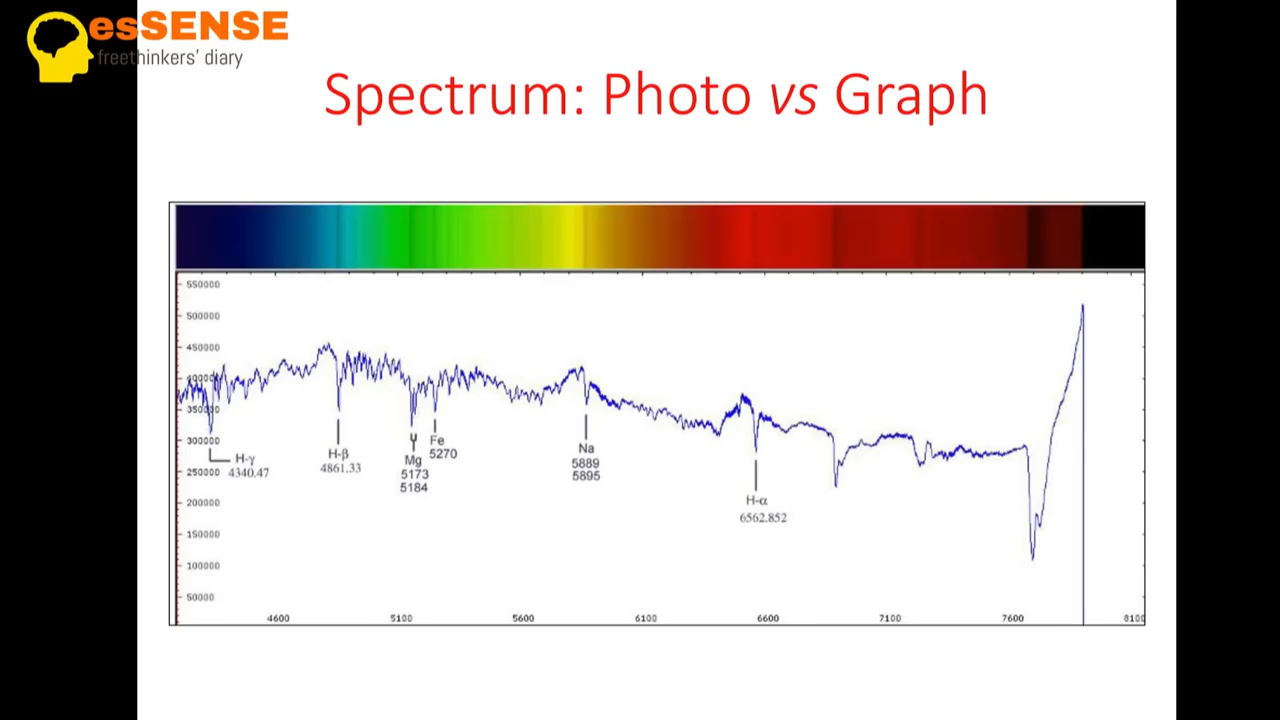 esSENSE
freethinkers' diary
Spectrum: Photo vs Graph
550000
500000
450000
400000
350000
300000
250000
200000
150000
100000
50000
H-γ
4340.47
H-β
4861.33
Mg
5173
5184
Fe
5270
Na
5889
5895
H-α
6562.852
4600 5100 5600 6100 6600 7100 7600 8100